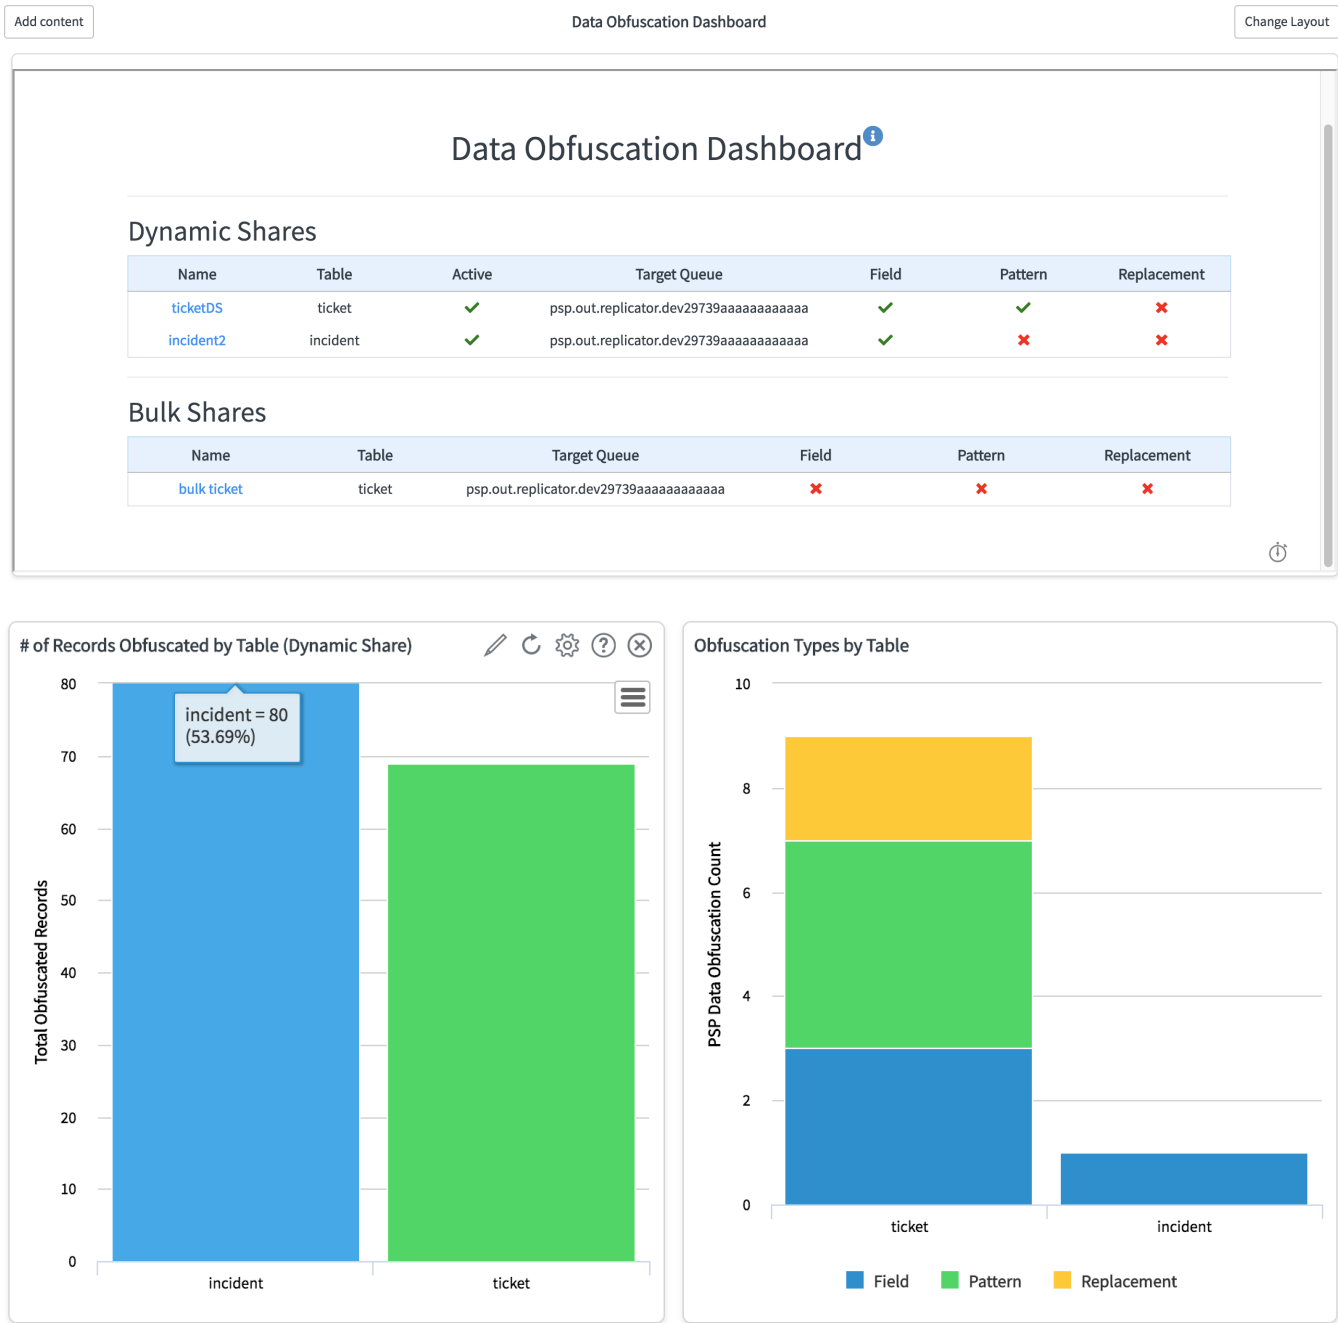 Add content
Data Obfuscation Dashboard
Change Layout
Data Obfuscation Dashboard
Dynamic Shares
Name Table Active Target Queue Field Pattern Replacement
ticketDS ticket psp.out.replicator.dev29739aaaaaaaaaaaa
incident2 incident psp.out.replicator.dev29739aaaaaaaaaaaa
Bulk Shares
Name Table Target Queue Field Pattern Replacement
bulk ticket ticket psp.out.replicator.dev29739aaaaaaaaaaaa
# of Records Obfuscated by Table (Dynamic Share)
80
70
60
50
40
30
20
10
0
Total Obfuscated Records
incident = 80
(53.69%)
incident ticket
Obfuscation Types by Table
10
8
6
4
2
0
PSP Data Obfuscation Count
ticket incident
Field Pattern Replacement